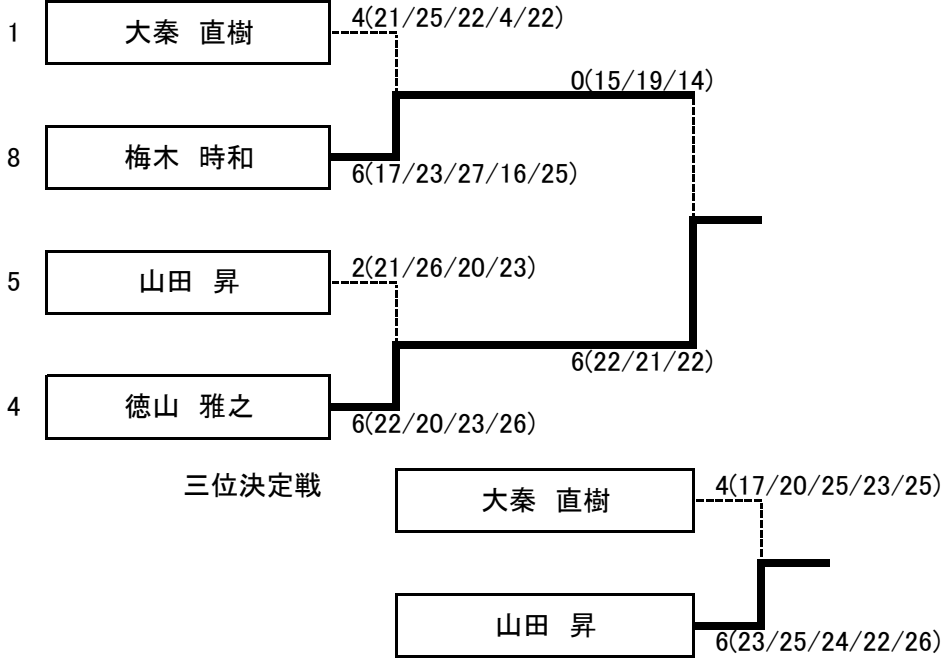 4(21/25/22/4/22)
1 大秦 直樹
0(15/19/14)
8 梅木 時和
6(17/23/27/16/25)
2(21/26/20/23)
5 山田 昇
6(22/21/22)
4 徳山 雅之
6(22/20/23/26)
三位決定戦
4(17/20/25/23/25)
大秦 直樹
山田 昇
6(23/25/24/22/26)